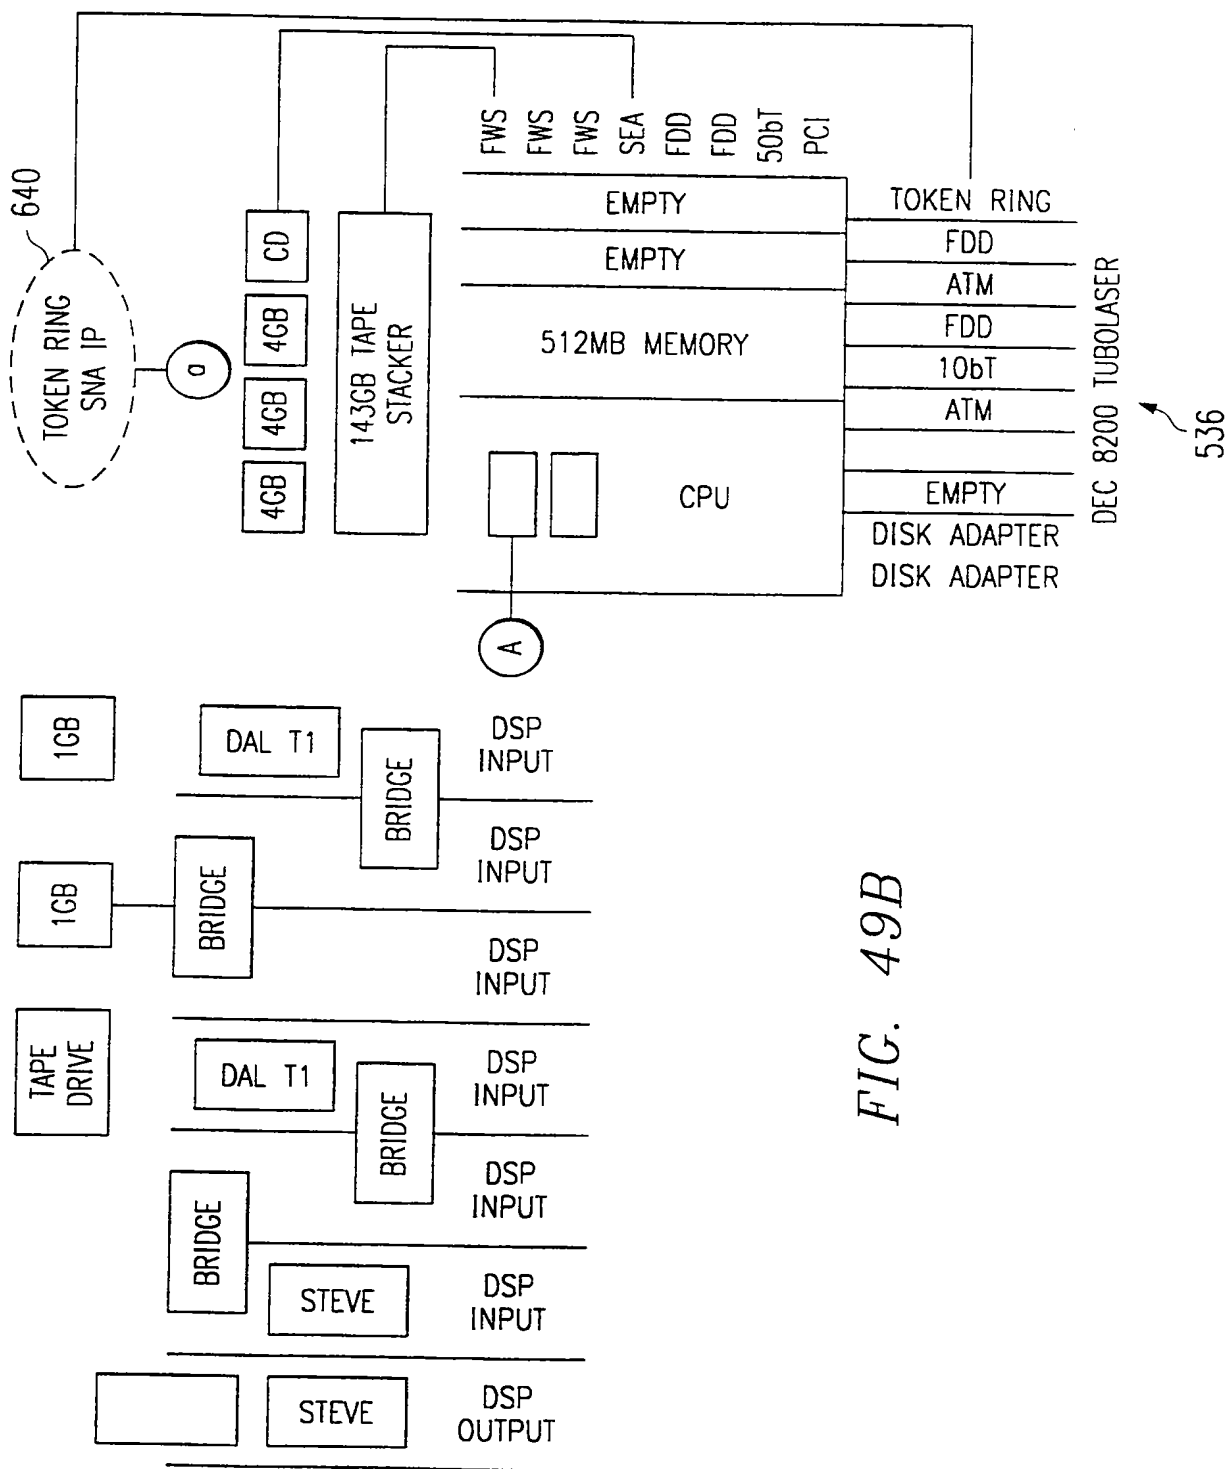 TAPE
DRIVE
1GB
1GB
TOKEN RING
SNA IP
640
a
4GB
4GB
4GB
CD
143GB TAPE
STACKER
BRIDGE
DAL T1
BRIDGE
DAL T1
STEVE
STEVE
BRIDGE
BRIDGE
DSP
OUTPUT
DSP
INPUT
DSP
INPUT
DSP
INPUT
DSP
INPUT
DSP
INPUT
DSP
INPUT
A
CPU
512MB MEMORY
EMPTY
EMPTY
FWS
FWS
FWS
SEA
FDD
FDD
50bT
PCI
DISK ADAPTER
DISK ADAPTER
EMPTY
ATM
10bT
FDD
ATM
FDD
TOKEN RING
DEC 8200 TUBOLASER
536
FIG. 49B